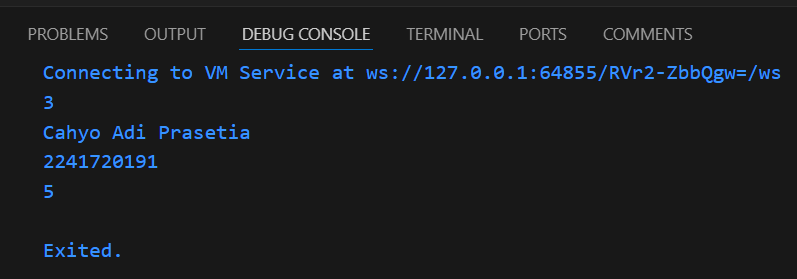 PROBLEMS OUTPUT DEBUG CONSOLE TERMINAL PORTS COMMENTS
Connecting to VM Service at ws://127.0.0.1:64855/RVr2-ZbbQgw=/ws
3
Cahyo Adi Prasetia
2241720191
5
Exited.